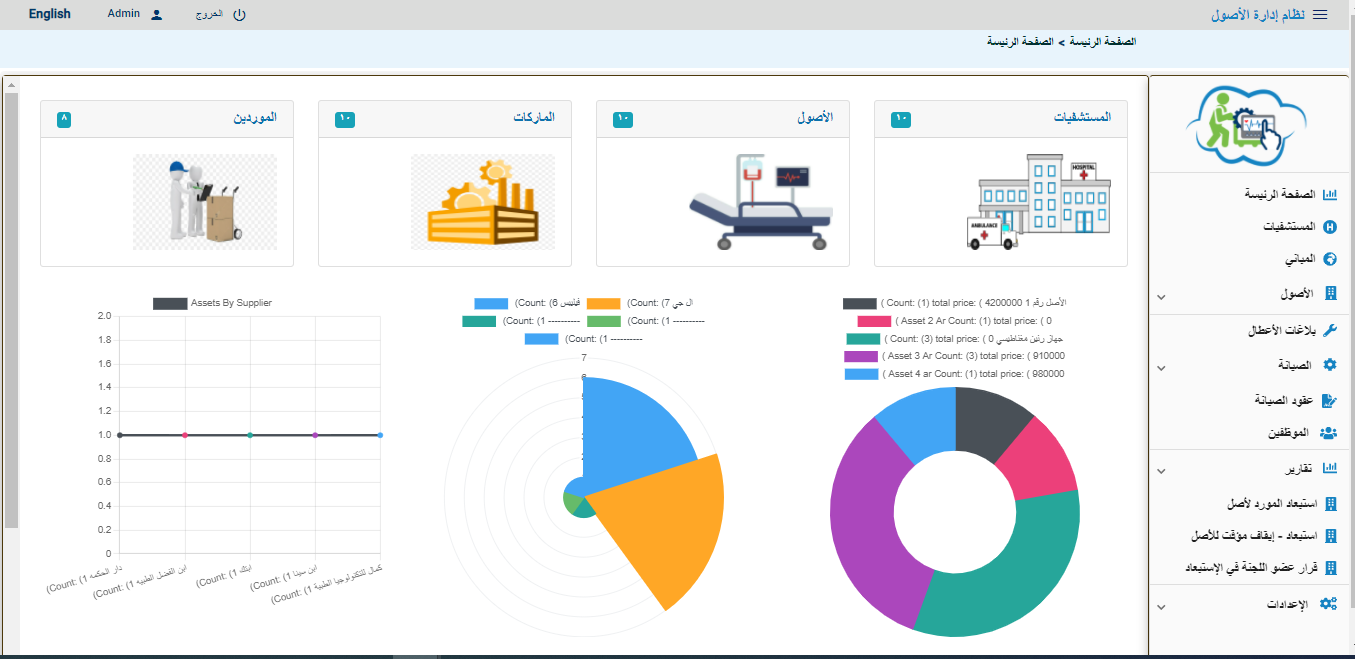 نظام إدارة الأصول
الخروج
Admin
English
الصفحة الرئيسة > الصفحة الرئيسة
الصفحة الرئيسة
المستشفيات
المباني
الأصول
بلاغات الأعطال
الصيانة
عقود الصيانة
الموظفين
تقارير
استبعاد المورد لأصل
استبعاد - إيقاف مؤقت للأصل
قرار عضو اللجنة في الإستبعاد
الإعدادات
المستشفيات
١٠
HOSPITAL
AMBULANCE
الأصول
١٠
الماركات
١٠
الموردين
٨
الأصل رقم 1 Count: (1) total price: ( 4200000 )
Asset 2 Ar Count: (1) total price: ( 0 )
جهاز رنين مغناطيسي Count: (3) total price: ( 0 )
Asset 3 Ar Count: (3) total price: ( 910000 )
Asset 4 ar Count: (1) total price: ( 980000 )
فيليبس Count: (6)
ال جي Count: (7)
---------- Count: (1)
---------- Count: (1)
---------- Count: (1)
7
6
Assets By Supplier
2.0
1.8
1.6
1.4
1.2
1.0
0.8
0.6
0.4
0.2
0
دار الحكمه Count: (1)
ابن الفضل الطبيه Count: (1)
ايتك Count: (1)
ابن سينا Count: (1)
كمال للتكنولوجيا الطبية Count: (1)